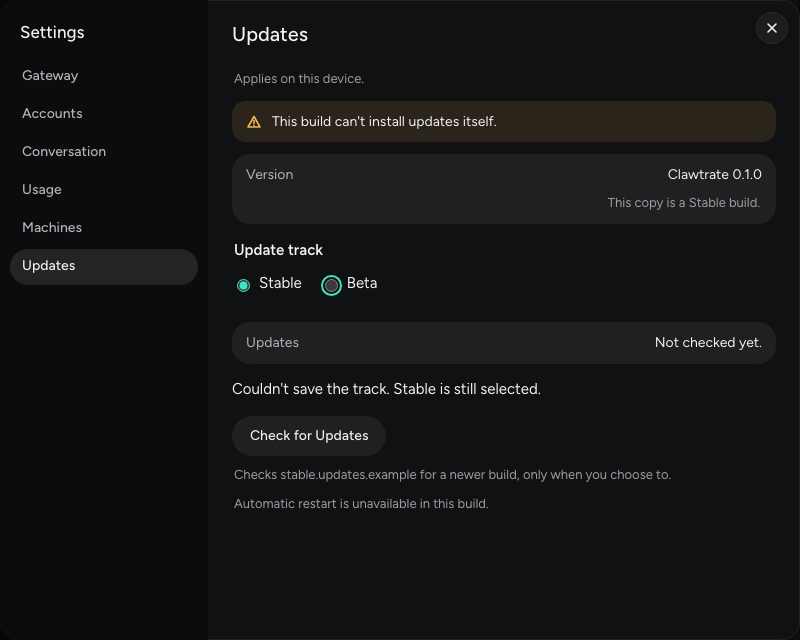 Settings
Gateway
Accounts
Conversation
Usage
Machines
Updates
Updates
Applies on this device.
This build can't install updates itself.
Version
Clawtrate 0.1.0
This copy is a Stable build.
Update track
Stable
Beta
Updates
Not checked yet.
Couldn't save the track. Stable is still selected.
Check for Updates
Checks stable.updates.example for a newer build, only when you choose to.
Automatic restart is unavailable in this build.